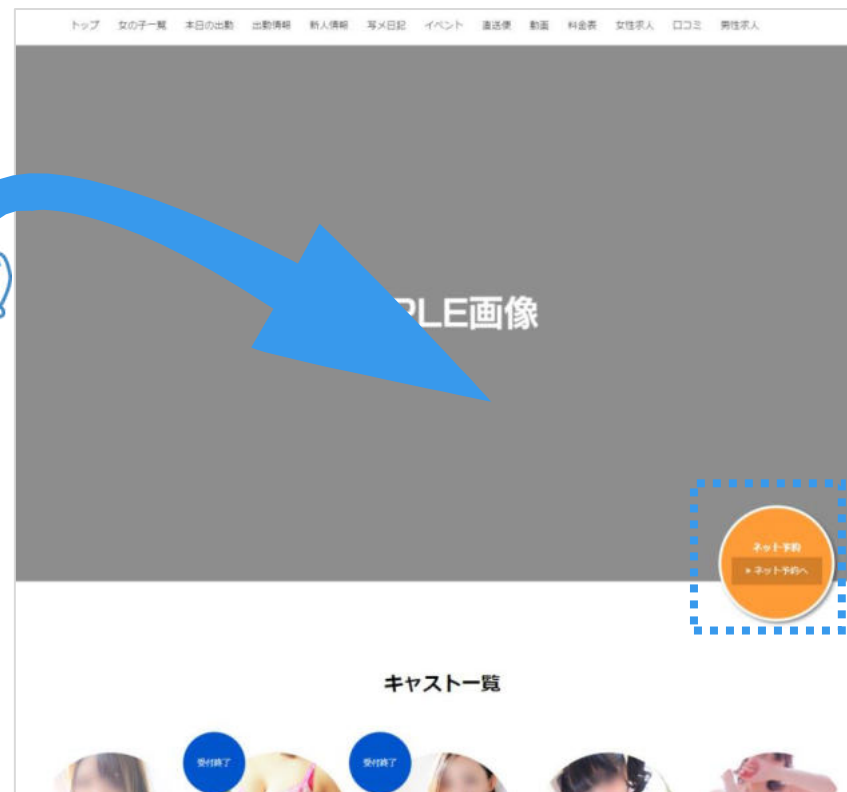 トップ 女の子一覧 本日の出勤 出勤情報 新人情報 写メ日記 イベント 直送便 動画 料金表 女性求人 口コミ 男性求人
PLE画像
ネット予約
▶ネット予約へ
キャスト一覧
受付終了 受付終了